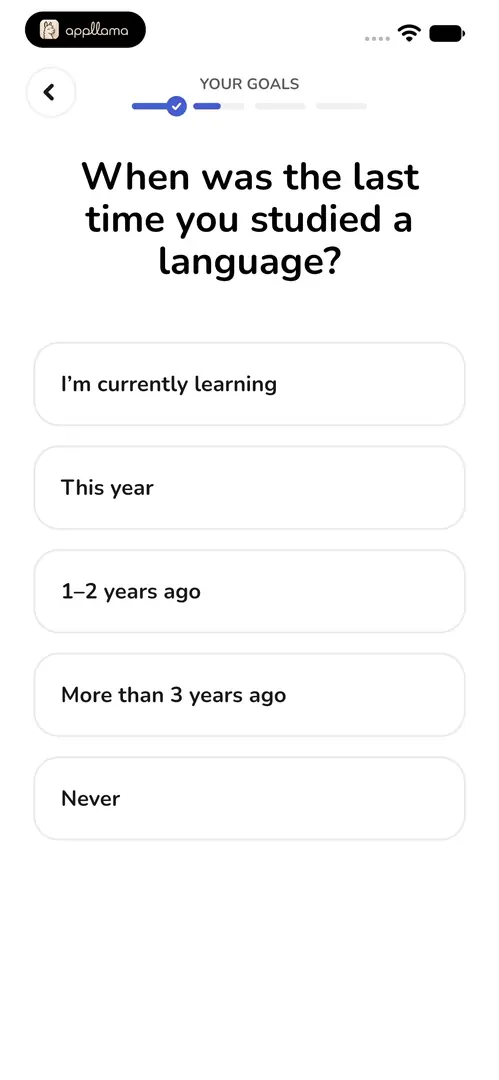 appllama
YOUR GOALS
When was the last
time you studied a
language?
I’m currently learning
This year
1–2 years ago
More than 3 years ago
Never